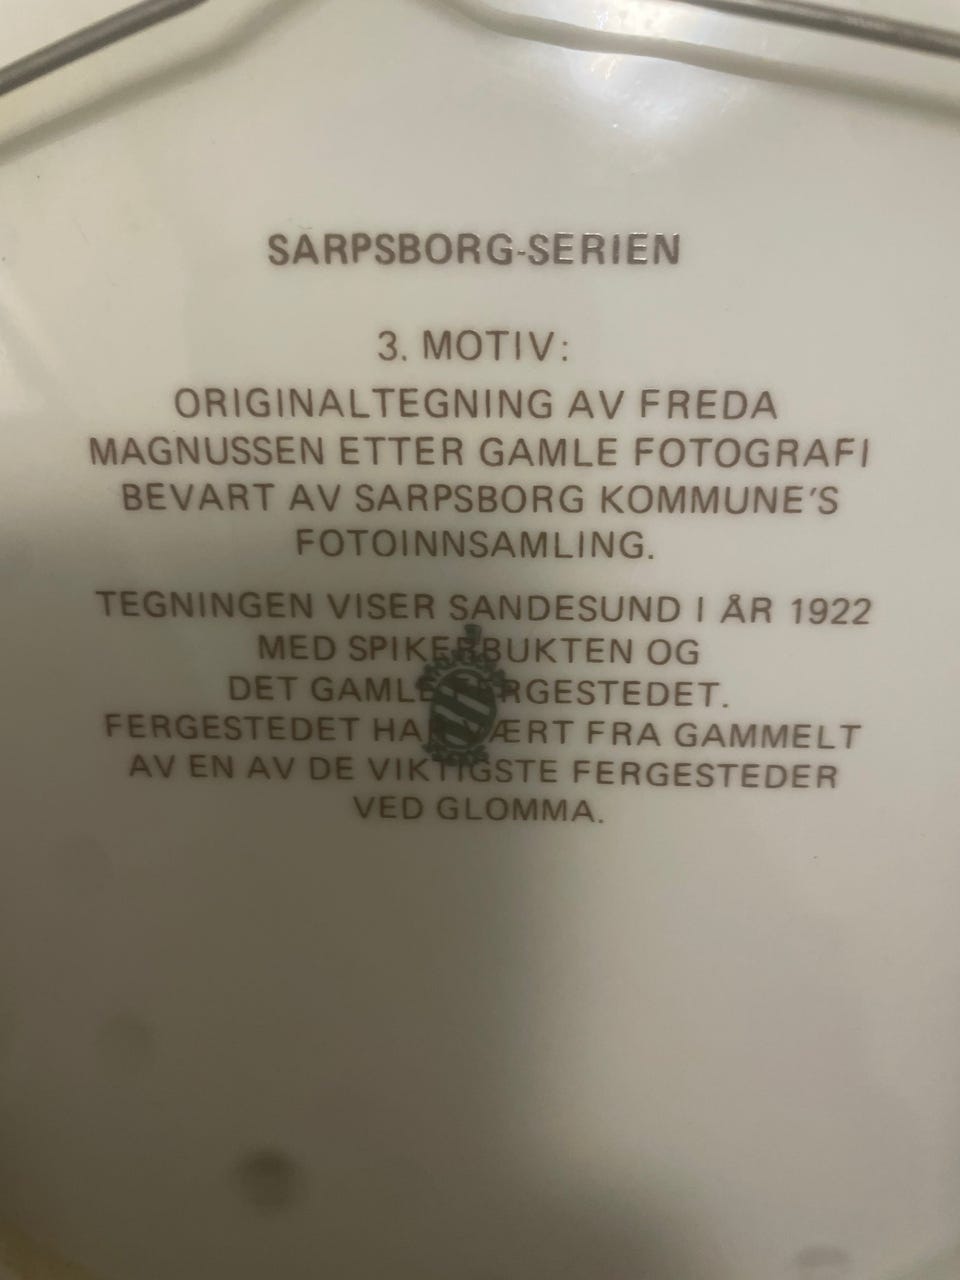 SARPSBORG-SERIEN
3. MOTIV:
ORIGINALTEGNING AV FREDA
MAGNUSSEN ETTER GAMLE FOTOGRAFI
BEVART AV SARPSBORG KOMMUNE'S
FOTOINNSAMLING.
TEGNINGEN VISER SANDESUND I ÅR 1922
MED SPIKERBUKTEN OG
DET GAMLE FERGESTEDET.
FERGESTEDET HAR VÆRT FRA GAMMELT
AV EN AV DE VIKTIGSTE FERGESTEDER
VED GLOMMA.